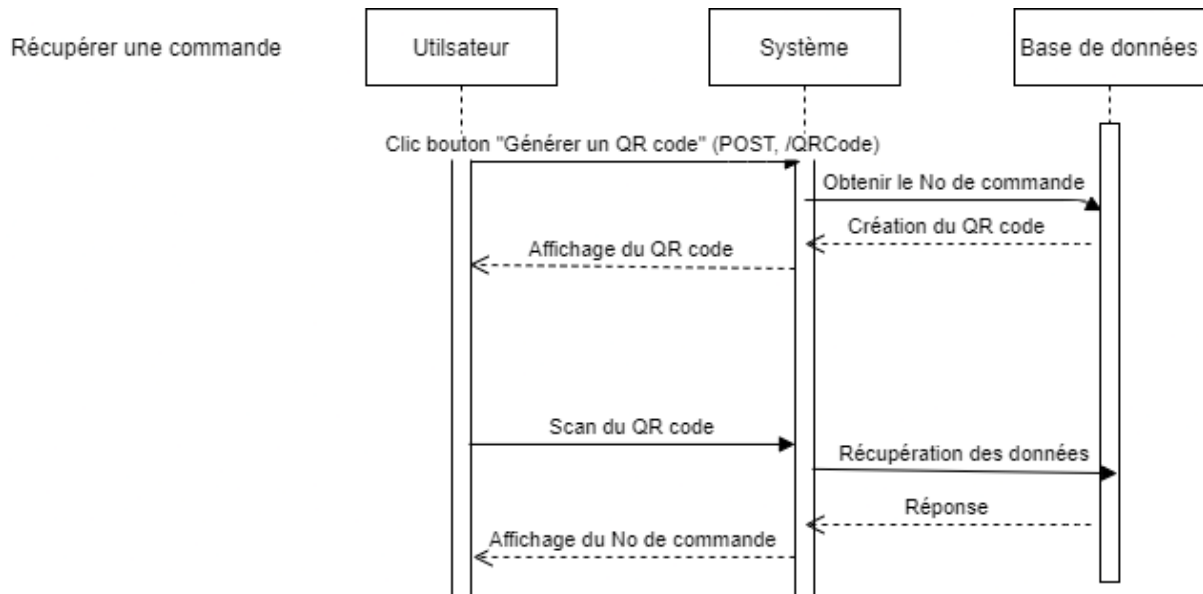 Récupérer une commande
Utilsateur
Système
Base de données
Clic bouton "Générer un QR code" (POST, /QRCode)
Obtenir le No de commande
Création du QR code
Affichage du QR code
Scan du QR code
Récupération des données
Réponse
Affichage du No de commande